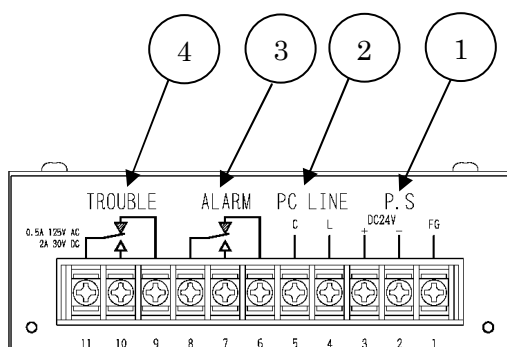 4 3 2 1
TROUBLE ALARM PC LINE P.S
C L DC24V FG
+ −
0.5A 125V AC
2A 30V DC
11 10 9 8 7 6 5 4 3 2 1